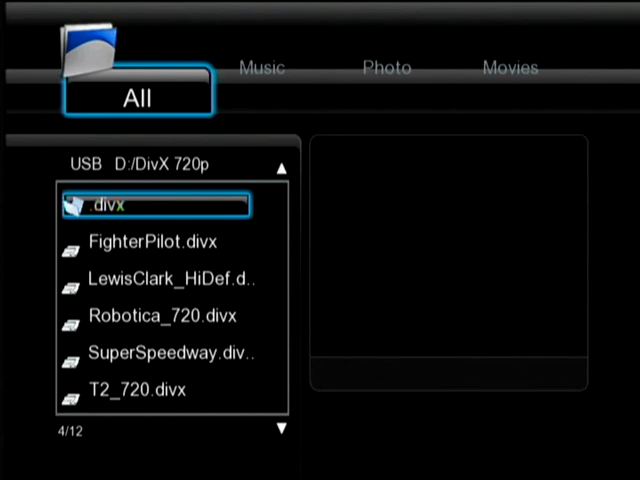 Music Photo Movies
All
USB D:/DivX 720p
.divx
FighterPilot.divx
LewisClark_HiDef.d..
Robotica_720.divx
SuperSpeedway.div..
T2_720.divx
4/12